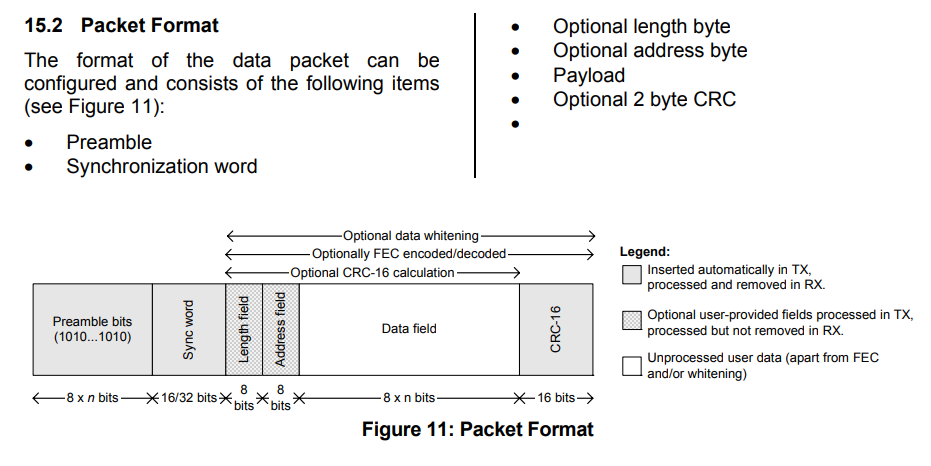 15.2 Packet Format
The format of the data packet can be
configured and consists of the following items
(see Figure 11):
• Preamble
• Synchronization word
• Optional length byte
• Optional address byte
• Payload
• Optional 2 byte CRC
•
Optional data whitening
Optionally FEC encoded/decoded
Optional CRC-16 calculation
Preamble bits
(1010...1010)
Sync word
Length field
Address field
Data field
CRC-16
8 x n bits
16/32 bits
8
bits
8
bits
8 x n bits
16 bits
Legend:
Inserted automatically in TX,
processed and removed in RX.
Optional user-provided fields processed in TX,
processed but not removed in RX.
Unprocessed user data (apart from FEC
and/or whitening)
Figure 11: Packet Format